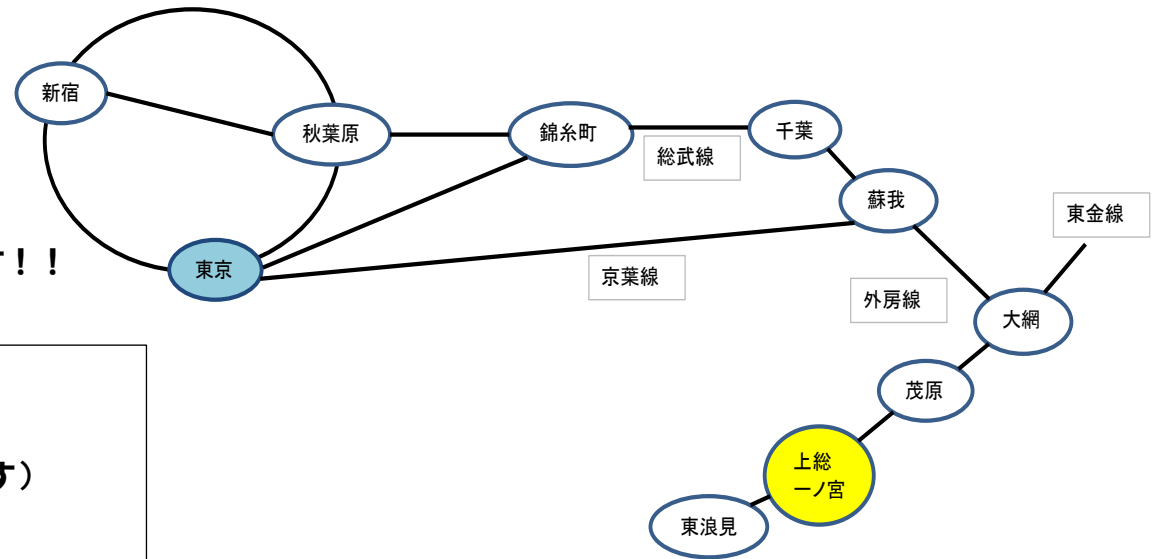 新宿
秋葉原
錦糸町
千葉
総武線
蘇我
東金線
！！
東京
京葉線
外房線
大網
茂原
上総
一ノ宮
す）
東浪見